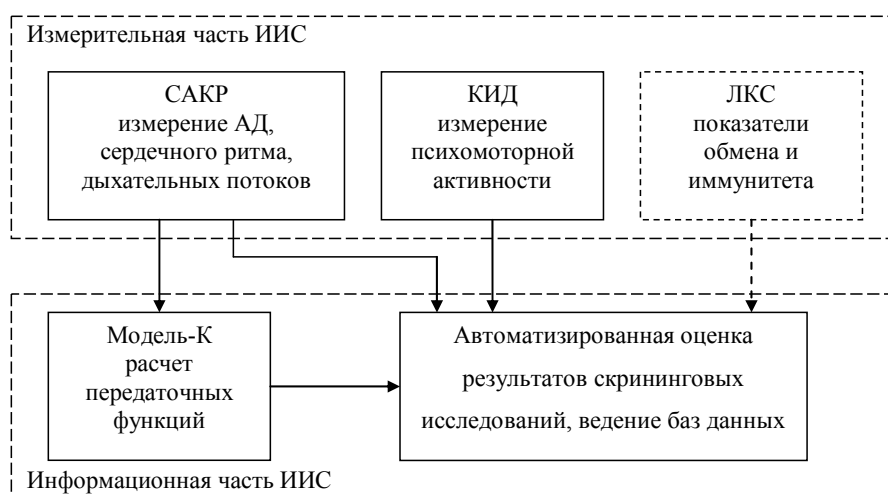 Измерительная часть ИИС
САКР
измерение АД,
сердечного ритма,
дыхательных потоков
КИД
измерение
психомоторной
активности
ЛКС
показатели
обмена и
иммунитета
Модель-К
расчет
передаточных
функций
Автоматизированная оценка
результатов скрининговых
исследований, ведение баз данных
Информационная часть ИИС